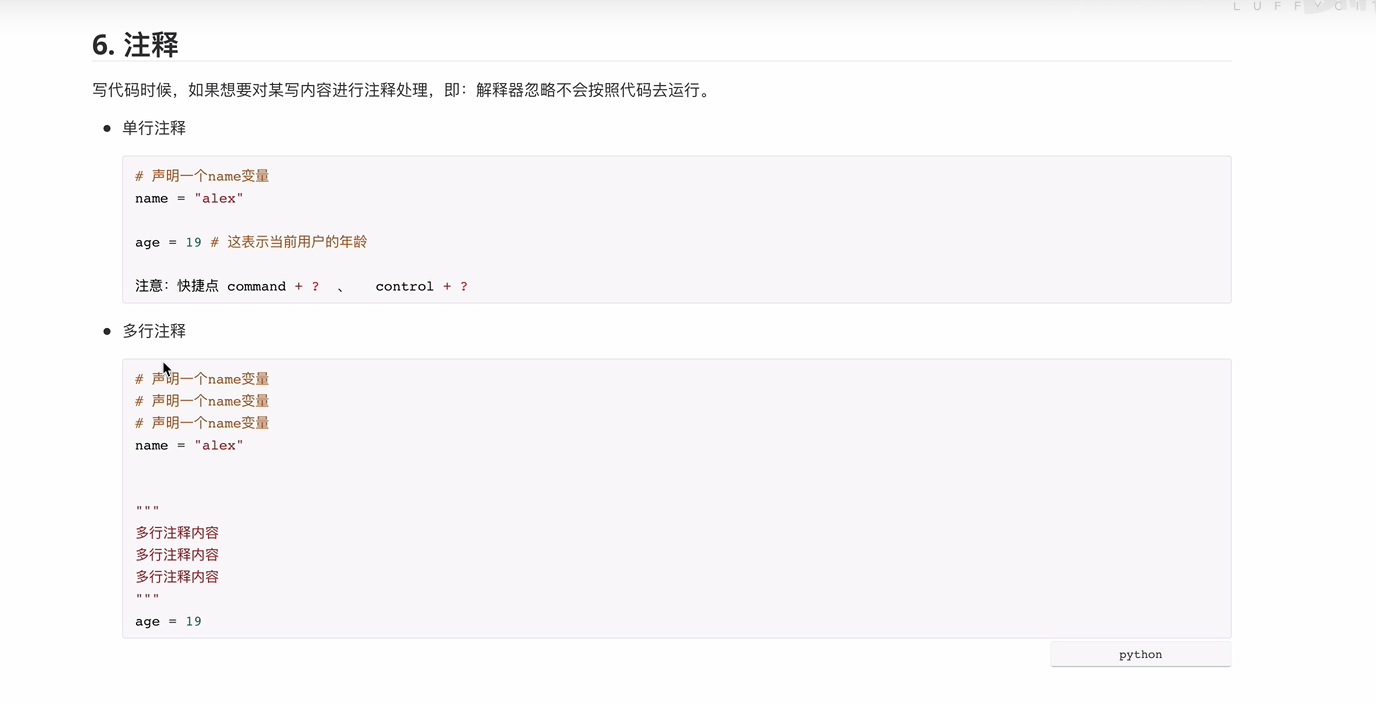 LUFFYCIT
6. 注释
写代码时候，如果想要对某写内容进行注释处理，即：解释器忽略不会按照代码去运行。
● 单行注释
# 声明一个name变量
name = "alex"
age = 19 # 这表示当前用户的年龄
注意：快捷点 command + ? 、 control + ?
● 多行注释
# 声明一个name变量
# 声明一个name变量
# 声明一个name变量
name = "alex"
"""
多行注释内容
多行注释内容
多行注释内容
"""
age = 19
python